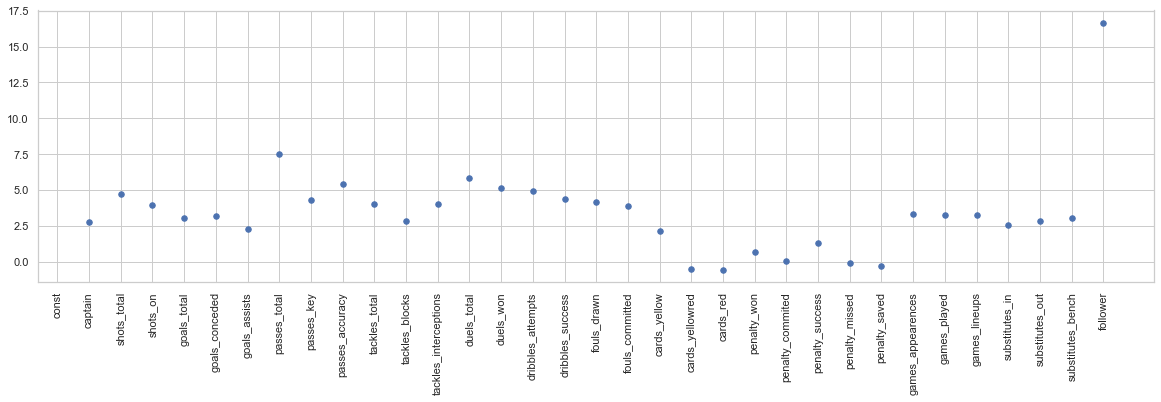 17.5
15.0
12.5
10.0
7.5
5.0
2.5
0.0
const
captain
shots_total
shots_on
goals_total
goals_conceded
goals_assists
passes_total
passes_key
passes_accuracy
tackles_total
tackles_blocks
tackles_interceptions
duels_total
duels_won
dribbles_attempts
dribbles_success
fouls_drawn
fouls_committed
cards_yellow
cards_yellowred
cards_red
penalty_won
penalty_commited
penalty_success
penalty_missed
penalty_saved
games_appearences
games_played
games_lineups
substitutes_in
substitutes_out
substitutes_bench
follower